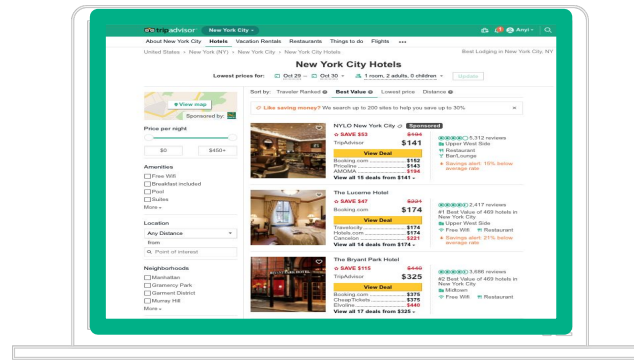 tripadvisor New York City Anyi
About New York City Hotels Vacation Rentals Restaurants Things to do Flights
United States New York (NY) New York City New York City Hotels Best Lodging in New York City, NY
New York City Hotels
Lowest prices for: Oct 29 – Oct 30 1 room, 2 adults, 0 children Update
Sort by: Traveler Ranked Best Value Lowest price Distance
Like saving money? We search up to 200 sites to help you save up to 30% ×
View map
Sponsored by:
Price per night
$0 $450+
Amenities
Free Wifi
Breakfast included
Pool
Suites
More
Location
Any Distance
from
Point of interest
Neighborhoods
Manhattan
Gramercy Park
Garment District
Murray Hill
More
NYLO New York City Sponsored
SAVE $53 $194
TripAdvisor $141
View Deal
Booking.com $152
Priceline $143
AMOMA $194
View all 15 deals from $141
5,312 reviews
Upper West Side
Restaurant
Bar/Lounge
Savings alert: 15% below
average rate
The Lucerne Hotel
SAVE $47 $221
Booking.com $174
View Deal
Travelocity $174
Hotels.com $174
Cancelon $221
View all 14 deals from $174
2,417 reviews
#1 Best Value of 469 hotels in
New York City
Upper West Side
Free Wifi Restaurant
Savings alert: 21% below
average rate
The Bryant Park Hotel
SAVE $115 $440
TripAdvisor $325
View Deal
Booking.com $375
CheapTickets $375
Elvoline $440
View all 17 deals from $325
3,686 reviews
#2 Best Value of 469 hotels in
New York City
Midtown
Free Wifi Restaurant